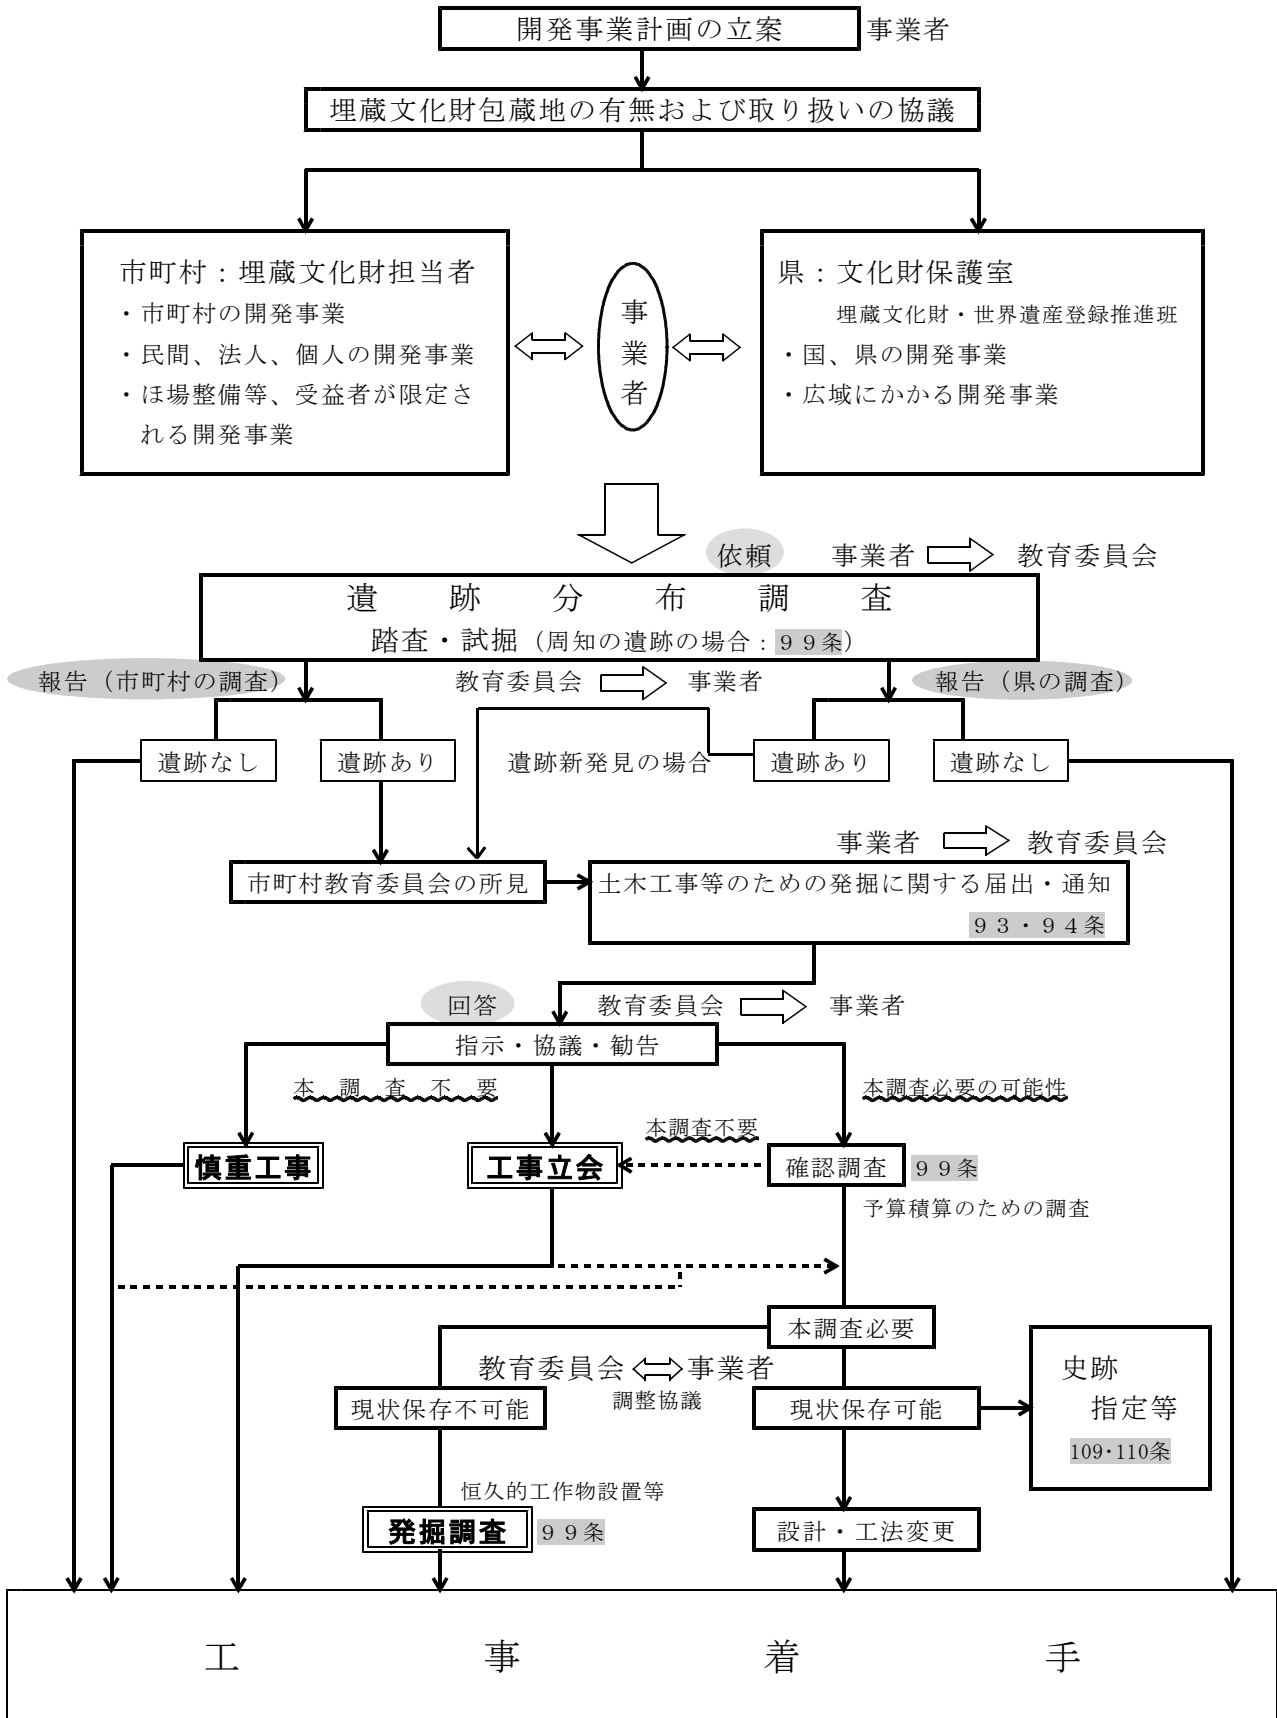 開発事業計画の立案 事業者
埋蔵文化財包蔵地の有無および取り扱いの協議
市町村：埋蔵文化財担当者
・市町村の開発事業
・民間、法人、個人の開発事業
・ほ場整備等、受益者が限定さ
れる開発事業
事業者
県：文化財保護室
埋蔵文化財・世界遺産登録推進班
・国、県の開発事業
・広域にかかる開発事業
依頼 事業者 教育委員会
遺跡分布調査
踏査・試掘（周知の遺跡の場合：９９条）
報告（市町村の調査） 教育委員会 事業者 報告（県の調査）
遺跡なし 遺跡あり 遺跡新発見の場合 遺跡あり 遺跡なし
事業者 教育委員会
市町村教育委員会の所見 土木工事等のための発掘に関する届出・通知
９３・９４条
回答 教育委員会 事業者
指示・協議・勧告
本調査不要 本調査必要の可能性
本調査不要
慎重工事 工事立会 確認調査 ９９条
予算積算のための調査
本調査必要
教育委員会 事業者
調整協議
現状保存不可能 現状保存可能
史跡
指定等
109・110条
恒久的工作物設置等
発掘調査 ９９条 設計・工法変更
工事着手